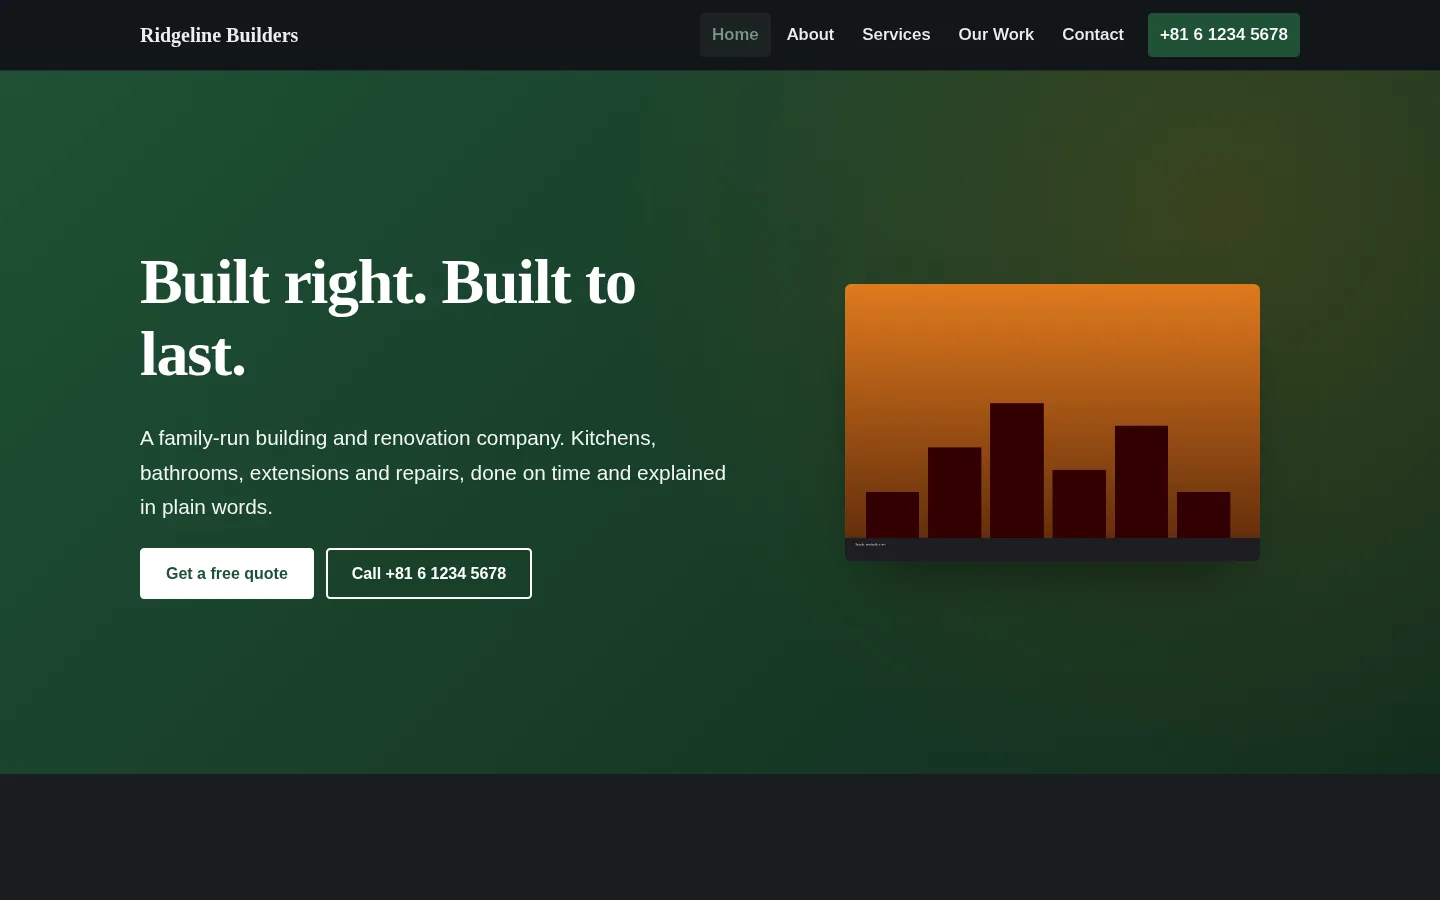 Ridgeline Builders
Home
About
Services
Our Work
Contact
+81 6 1234 5678
Built right. Built to
last.
A family-run building and renovation company. Kitchens,
bathrooms, extensions and repairs, done on time and explained
in plain words.
Get a free quote
Call +81 6 1234 5678